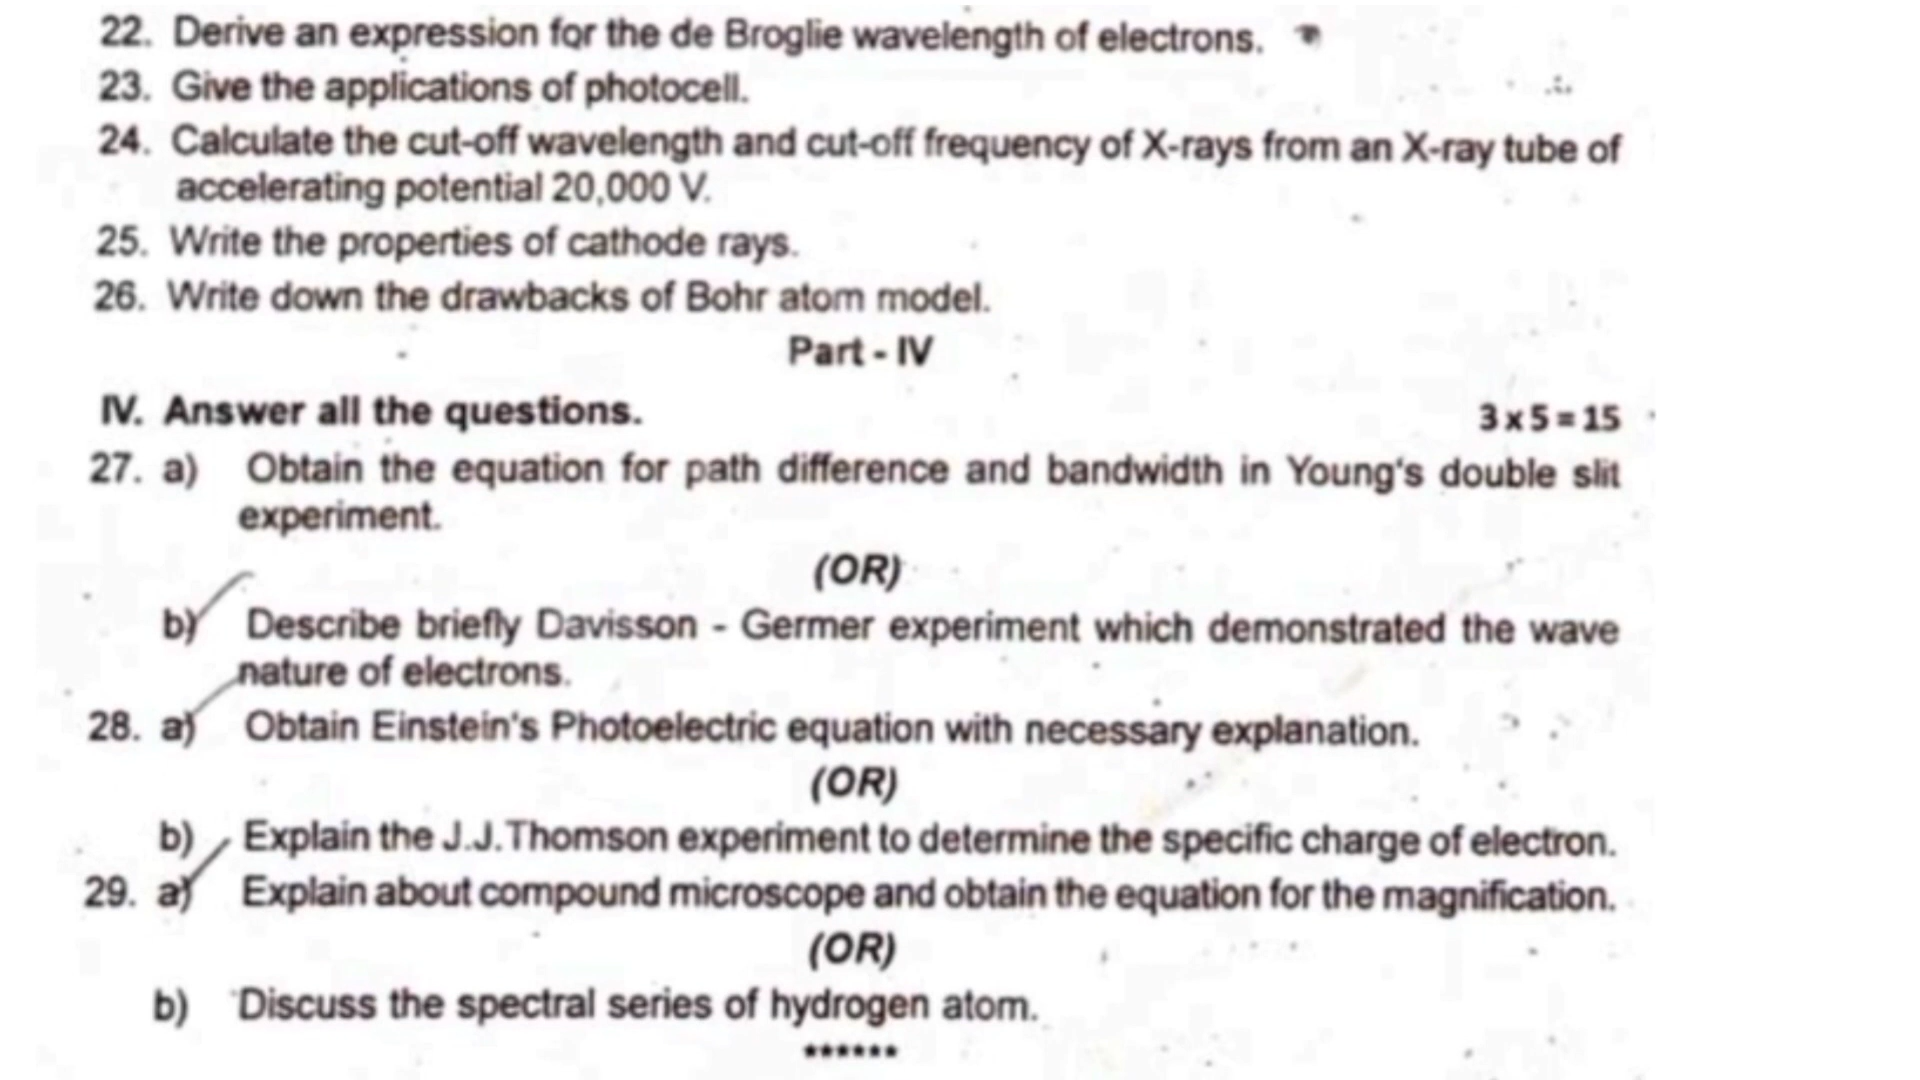 22. Derive an expression for the de Broglie wavelength of electrons.
23. Give the applications of photocell.
24. Calculate the cut-off wavelength and cut-off frequency of X-rays from an X-ray tube of
accelerating potential 20,000 V.
25. Write the properties of cathode rays.
26. Write down the drawbacks of Bohr atom model.
Part - IV
IV. Answer all the questions. 3 x 5 = 15
27. a) Obtain the equation for path difference and bandwidth in Young's double slit
experiment.
(OR)
b) Describe briefly Davisson - Germer experiment which demonstrated the wave
nature of electrons.
28. a) Obtain Einstein's Photoelectric equation with necessary explanation.
(OR)
b) Explain the J.J.Thomson experiment to determine the specific charge of electron.
29. a) Explain about compound microscope and obtain the equation for the magnification.
(OR)
b) Discuss the spectral series of hydrogen atom.
******